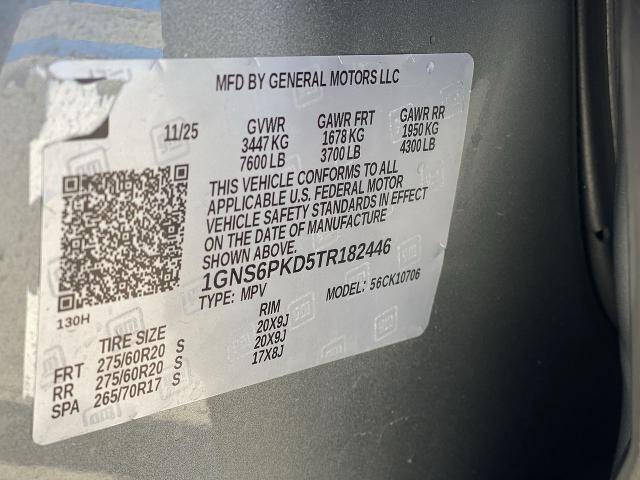 MFD BY GENERAL MOTORS LLC
11/25 GVWR GAWR FRT GAWR RR
3447 KG 1678 KG 1950 KG
7600 LB 3700 LB 4300 LB
THIS VEHICLE CONFORMS TO ALL
APPLICABLE U.S. FEDERAL MOTOR
VEHICLE SAFETY STANDARDS IN EFFECT
ON THE DATE OF MANUFACTURE
SHOWN ABOVE.
1GNS6PKD5TR182446
TYPE: MPV MODEL: 56CK10706
130H
TIRE SIZE RIM
FRT 275/60R20 S 20X9J
RR 275/60R20 S 20X9J
SPA 265/70R17 S 17X8J